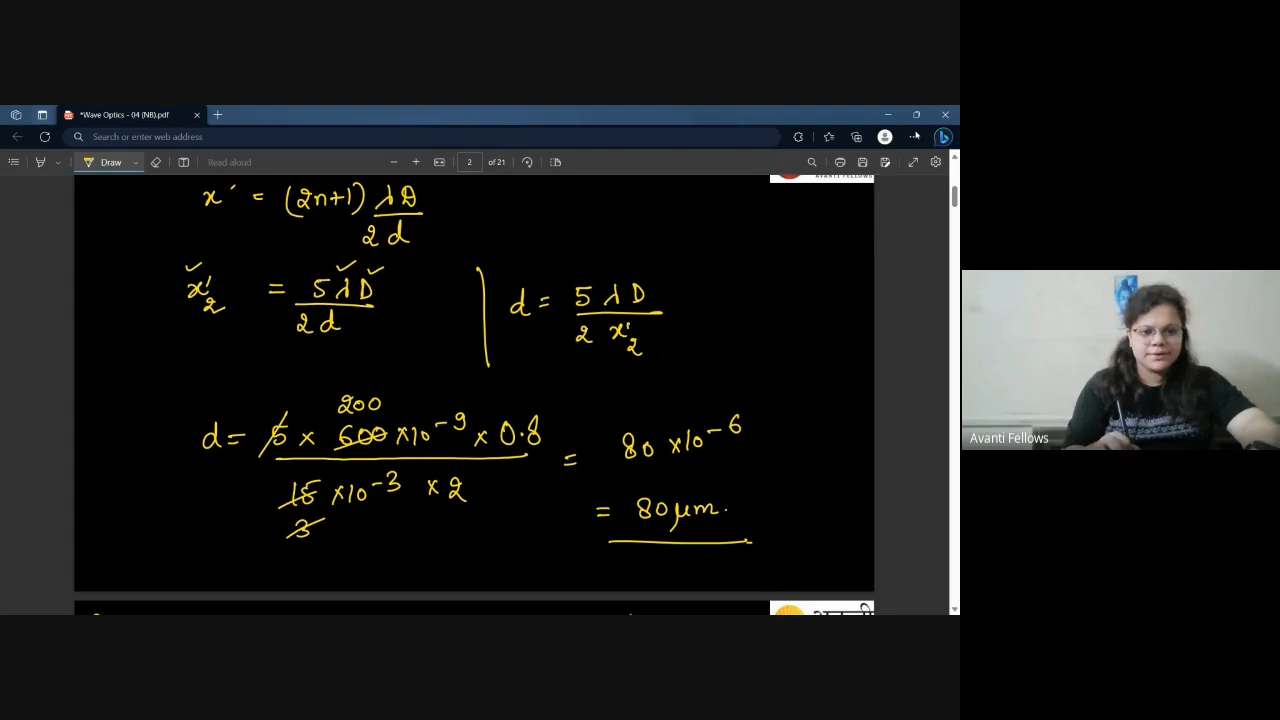 *Wave Optics - 04 (NB).pdf
Search or enter web address
Draw
Read aloud
2 of 21
AVANTI FELLOWS
x' = (2n+1) λD / 2d
x'₂ = 5λD / 2d
d = 5λD / 2x'₂
200
d = 5 × 600 × 10⁻⁹ × 0.8 / 15 × 10⁻³ × 2 = 80 × 10⁻⁶
3
= 80 μm.
Avanti Fellows